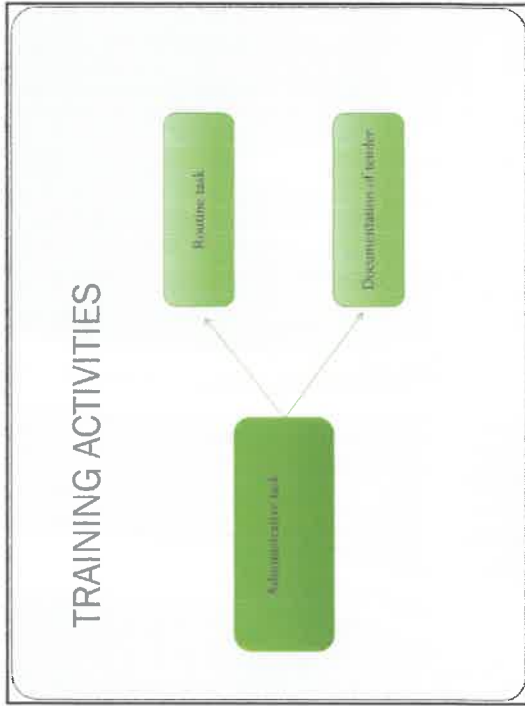 TRAINING ACTIVITIES
Administrative task
Routine task
Documentation of tender